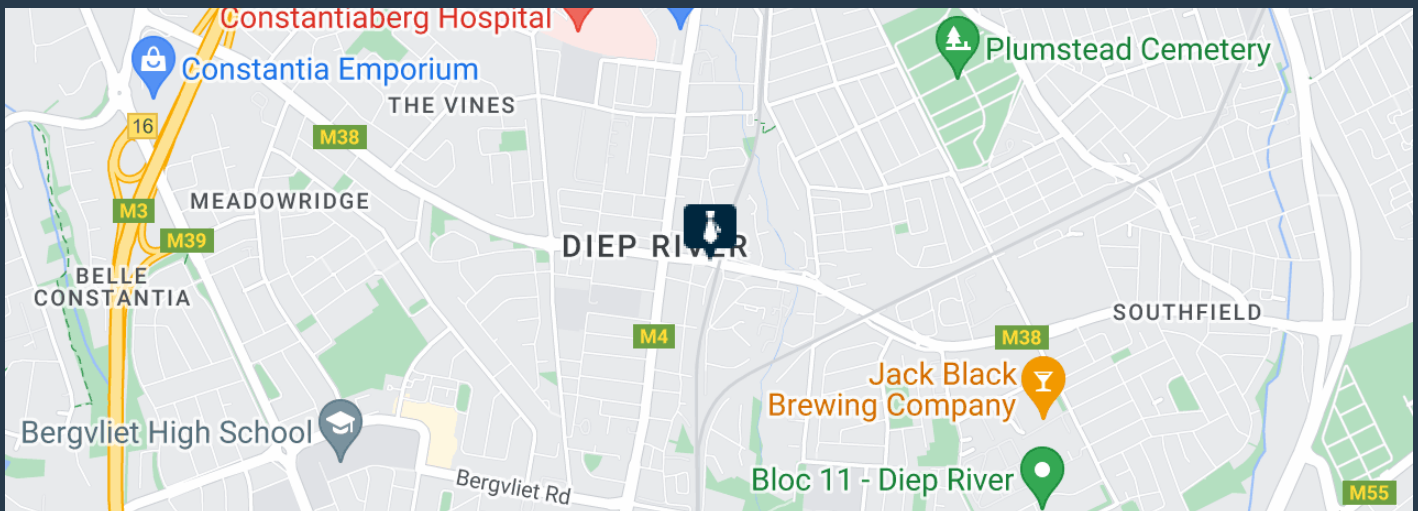 Constantiaberg Hospital
Constantia Emporium
Plumstead Cemetery
THE VINES
16
M38
MEADOWRIDGE
M3
M39
DIEP RIVER
BELLE
CONSTANTIA
SOUTHFIELD
M4
M38
Jack Black
Brewing Company
Bergvliet High School
Bloc 11 - Diep River
Bergvliet Rd
M55